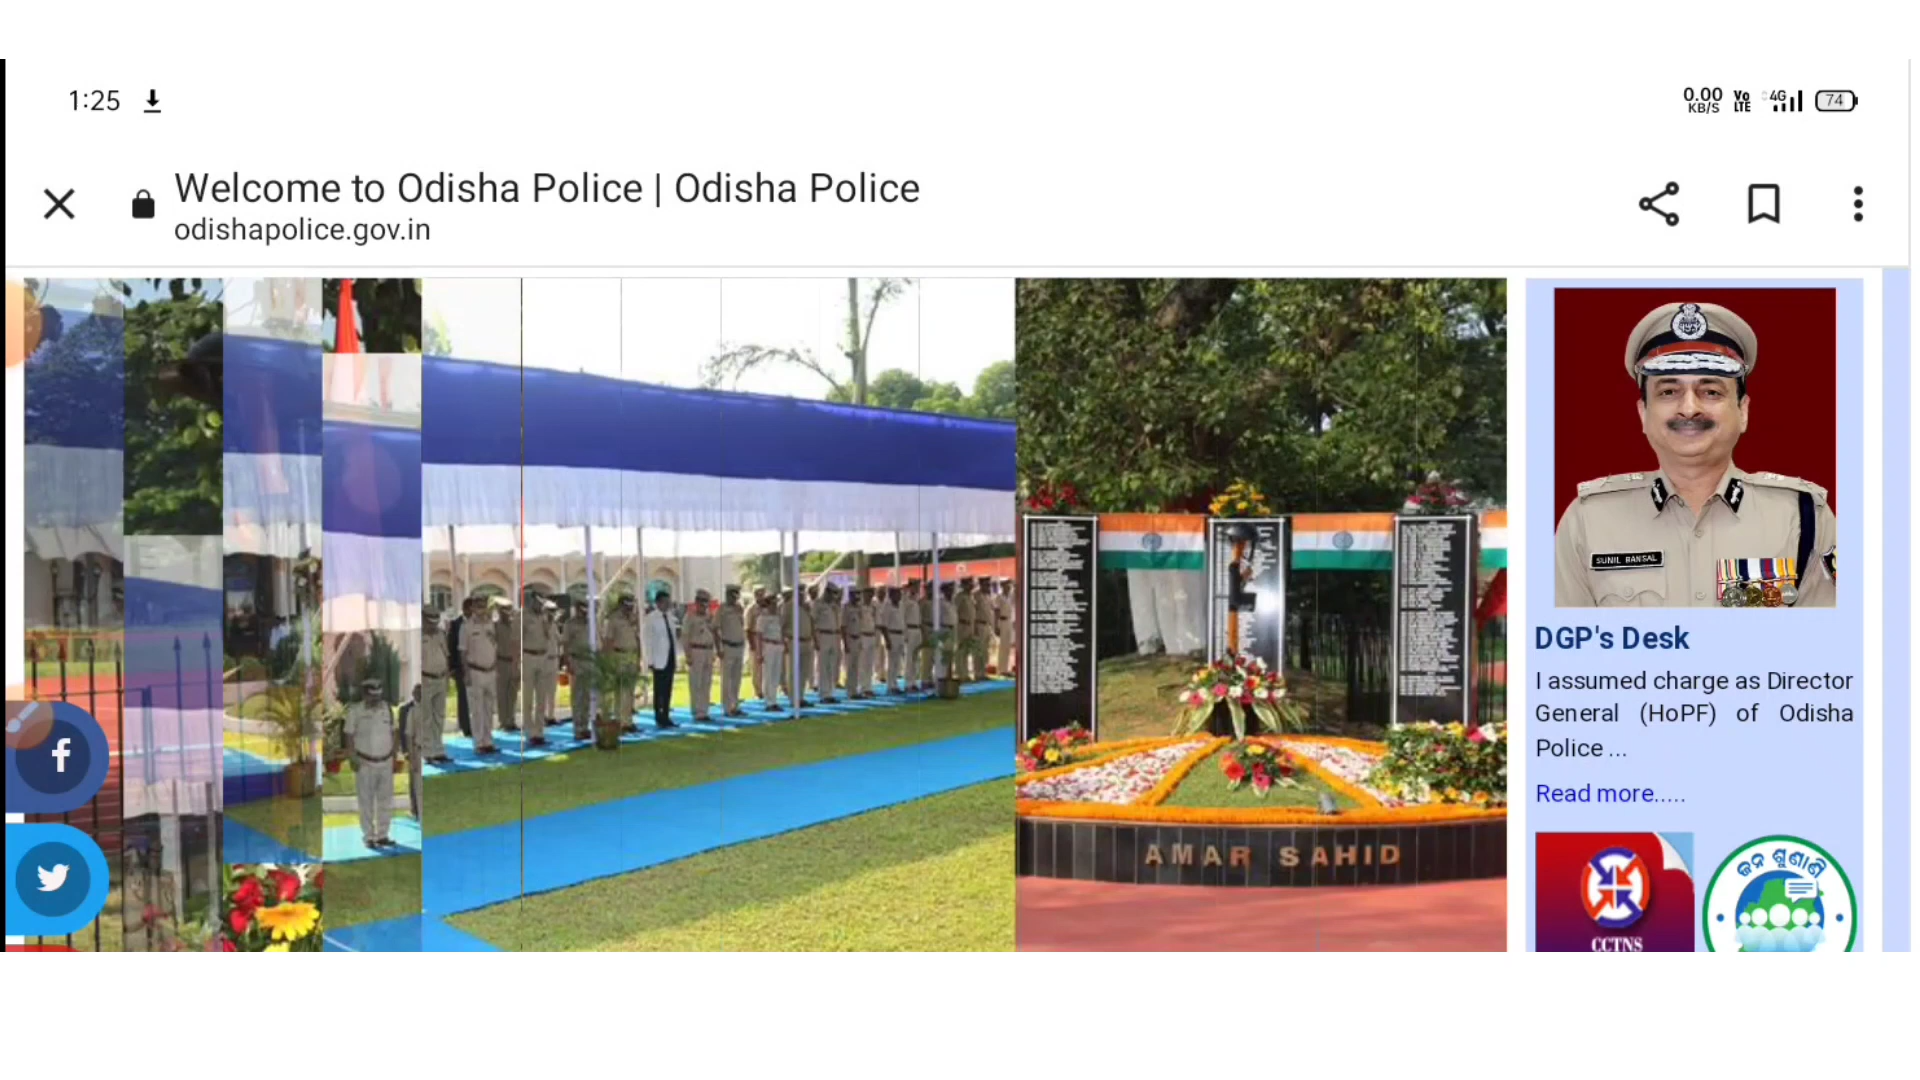 1:25
0.00
KB/S
Vo
LTE
4G
74
Welcome to Odisha Police | Odisha Police
odishapolice.gov.in
SUNIL BANSAL
DGP's Desk
I assumed charge as Director
General (HoPF) of Odisha
Police ...
Read more.....
AMAR SAHID
CCTNS
ଜନ ଶୁଣାଣି